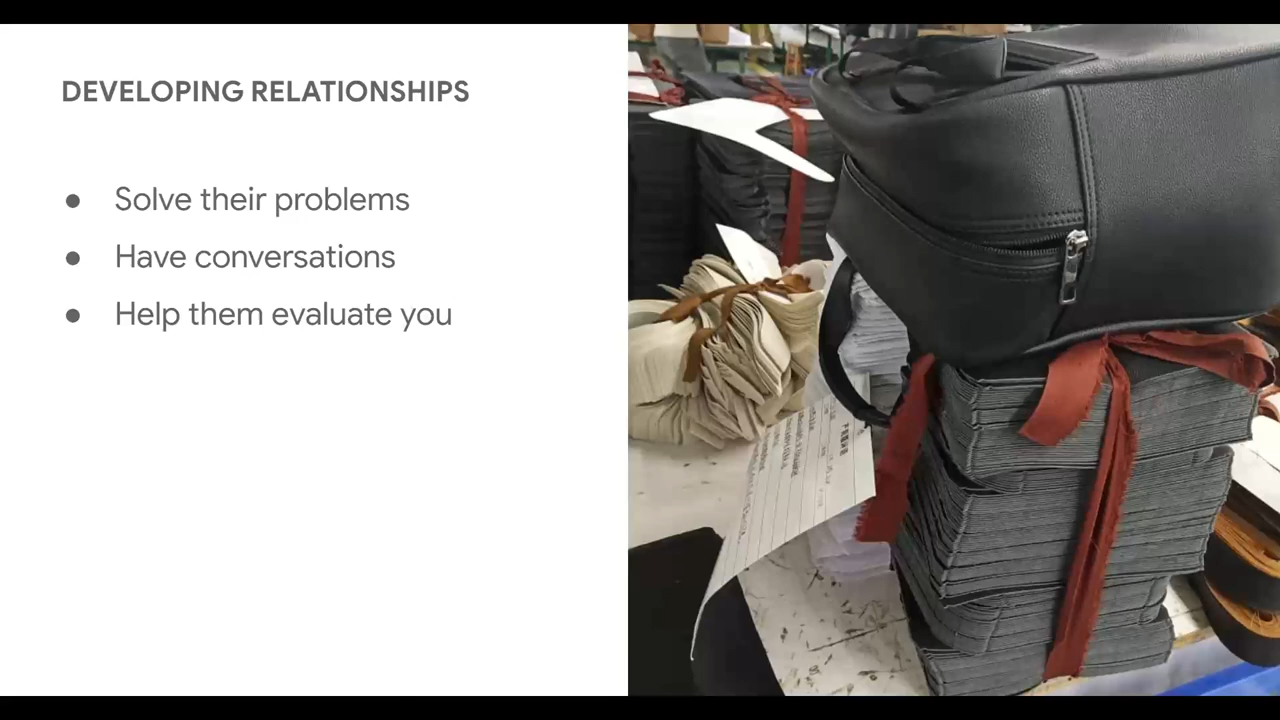 DEVELOPING RELATIONSHIPS
● Solve their problems
● Have conversations
● Help them evaluate you